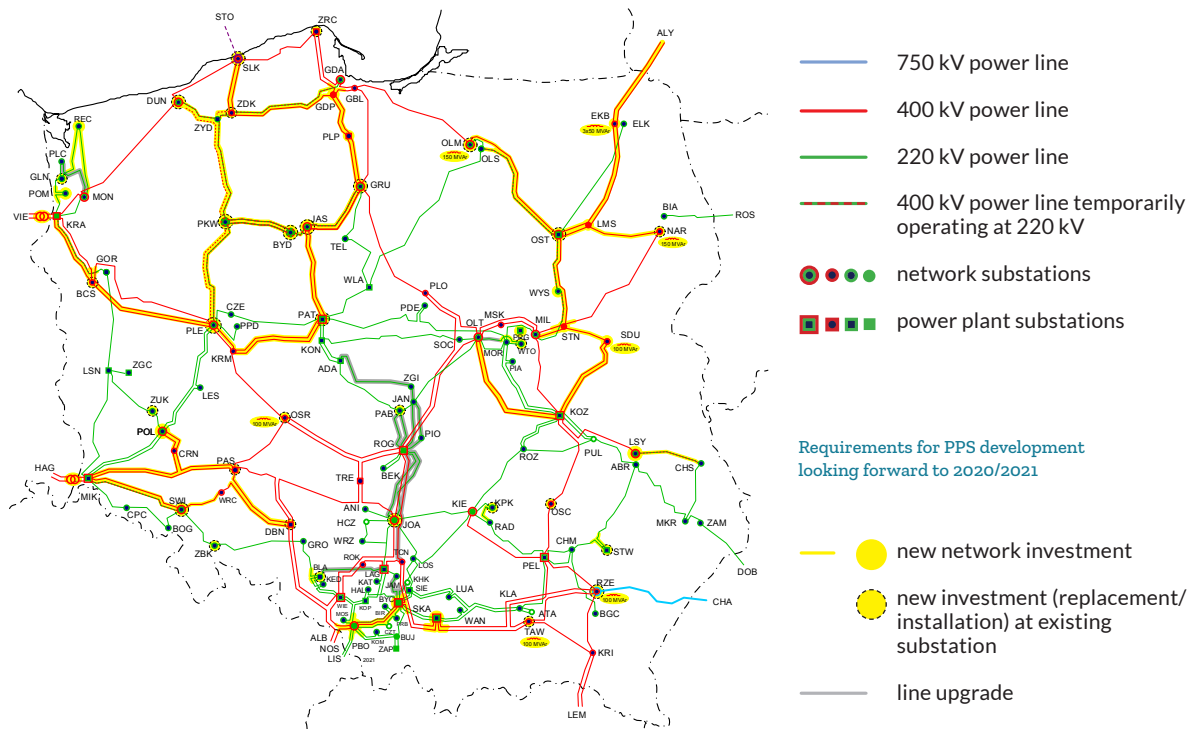 STO
ZRC
ALY
SLK
GDA
DUN
ZDK
GDP
GBL
ZYD
REC
PLP
EKB
ELK
3x50 MVAr
OLM
OLS
150 MVAr
PLC
GLN
GRU
POM
MON
VIE
KRA
PKW
JAS
BYD
TEL
BIA
ROS
LMS
NAR
OST
150 MVAr
GOR
BCS
WLA
PLO
WYS
PDE
CZE
PAT
PLE
PPD
MSK
OLT
MIL
STN
SDU
KON
SOC
MOR
PRG
WTO
100 MVAr
KRM
ADA
PIA
LSN
ZGC
ZGI
LES
JAN
ZUK
PAB
OSR
100 MVAr
KOZ
POL
PIO
ROG
LSY
CRN
ROZ
PUL
HAG
PAS
BEK
ABR
CHS
MIK
TRE
SWI
WRC
CPC
ANI
KIE
KPK
OSC
BOG
DBN
HCZ
JOA
RAD
MKR
ZAM
ZBK
GRO
WRZ
CHM
STW
ROK
TCN
LOS
PEL
DOB
BLA
KED
LAG
KAT
JAM
KHK
SIE
LUA
RZE
HAL
WIE
KOP
BYC
SKA
KLA
ATA
100 MVAr
CHA
MOS
BIR
WAN
BGC
ALB
CZT
TAW
NOS
PBO
KOM
BUJ
100 MVAr
LIS
2021
ZAP
KRI
LEM
750 kV power line
400 kV power line
220 kV power line
400 kV power line temporarily
operating at 220 kV
network substations
power plant substations
Requirements for PPS development
looking forward to 2020/2021
new network investment
new investment (replacement/
installation) at existing
substation
line upgrade